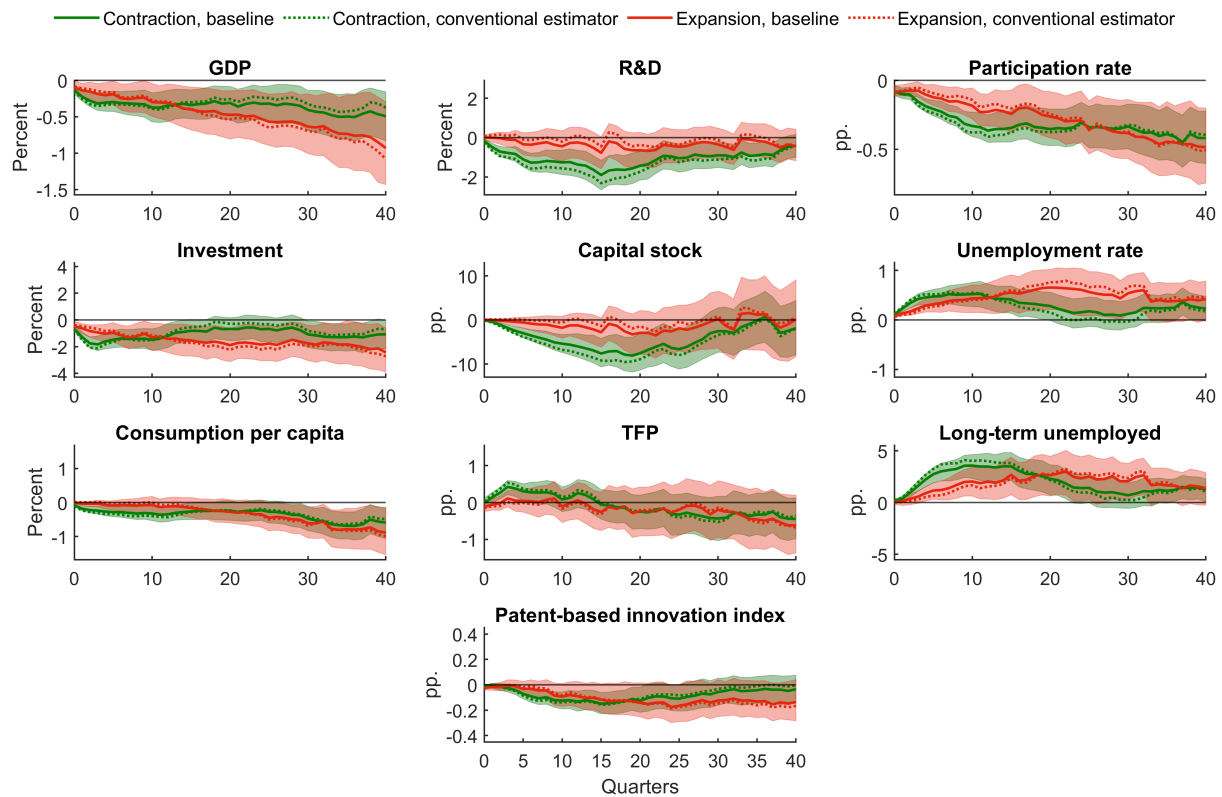 Contraction, baseline Contraction, conventional estimator Expansion, baseline Expansion, conventional estimator
GDP
0
-0.5
-1
-1.5
Percent
0 10 20 30 40
R&D
2
0
-2
Percent
0 10 20 30 40
Participation rate
0
-0.5
pp.
0 10 20 30 40
Investment
4
2
0
-2
-4
Percent
0 10 20 30 40
Capital stock
10
0
-10
pp.
0 10 20 30 40
Unemployment rate
1
0
-1
pp.
0 10 20 30 40
Consumption per capita
1
0
-1
Percent
0 10 20 30 40
TFP
1
0
-1
pp.
0 10 20 30 40
Long-term unemployed
5
0
-5
pp.
0 10 20 30 40
Patent-based innovation index
0.4
0.2
0
-0.2
-0.4
pp.
0 5 10 15 20 25 30 35 40
Quarters